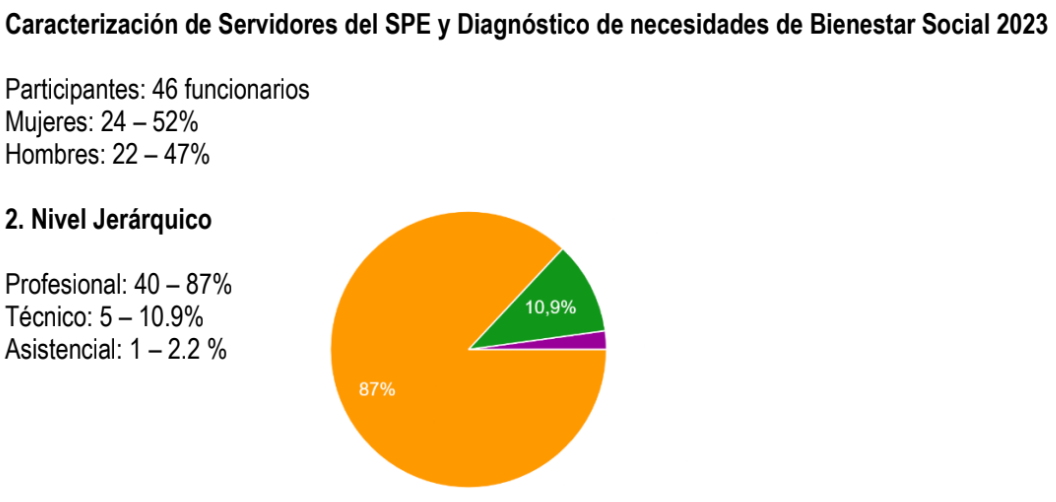 Caracterización de Servidores del SPE y Diagnóstico de necesidades de Bienestar Social 2023
Participantes: 46 funcionarios
Mujeres: 24 – 52%
Hombres: 22 – 47%
2. Nivel Jerárquico
Profesional: 40 – 87%
Técnico: 5 – 10.9%
Asistencial: 1 – 2.2 %
10,9%
87%